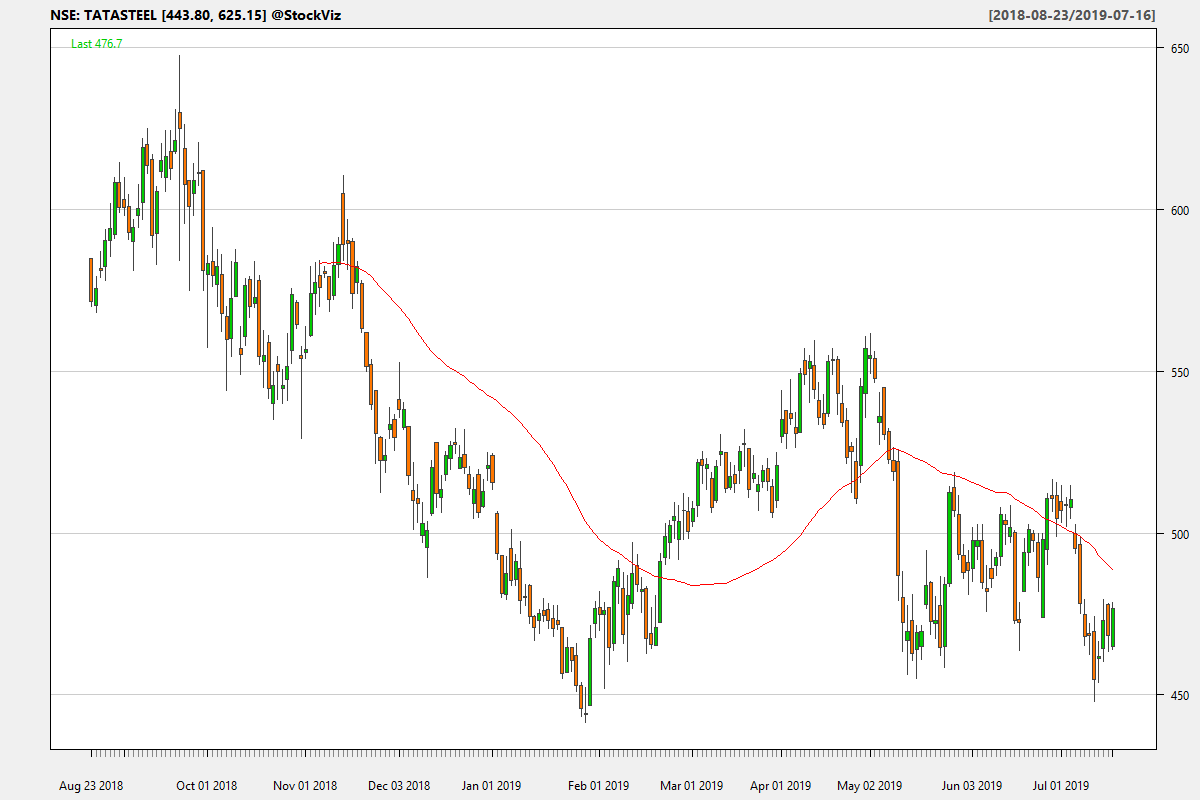 NSE: TATASTEEL [443.80, 625.15] @StockViz
[2018-08-23/2019-07-16]
Last 476.7
650
600
550
500
450
Aug 23 2018 Oct 01 2018 Nov 01 2018 Dec 03 2018 Jan 01 2019 Feb 01 2019 Mar 01 2019 Apr 01 2019 May 02 2019 Jun 03 2019 Jul 01 2019